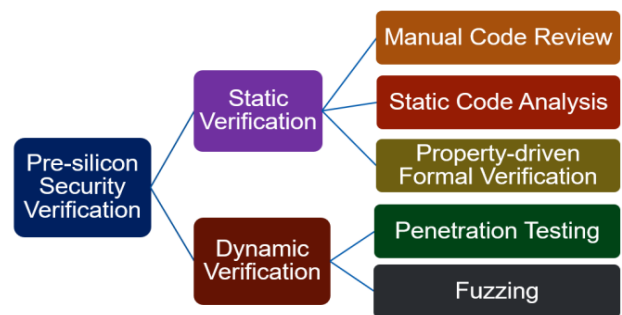 Pre-silicon
Security
Verification
Static
Verification
Manual Code Review
Static Code Analysis
Property-driven
Formal Verification
Dynamic
Verification
Penetration Testing
Fuzzing